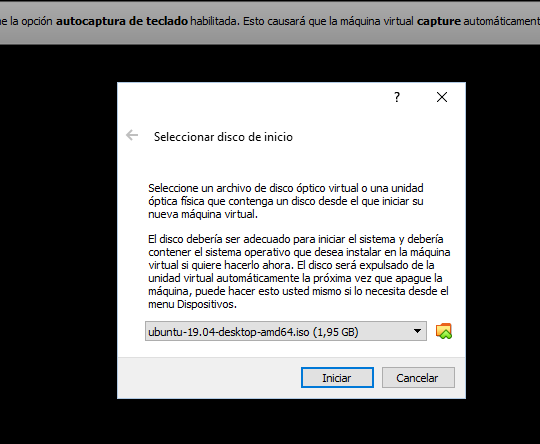 e la opción autocaptura de teclado habilitada. Esto causará que la máquina virtual capture automáticament
?
Seleccionar disco de inicio
Seleccione un archivo de disco óptico virtual o una unidad
óptica física que contenga un disco desde el que iniciar su
nueva máquina virtual.
El disco debería ser adecuado para iniciar el sistema y debería
contener el sistema operativo que desea instalar en la máquina
virtual si quiere hacerlo ahora. El disco será expulsado de la
unidad virtual automáticamente la próxima vez que apague la
máquina, puede hacer esto usted mismo si lo necesita desde el
menu Dispositivos.
ubuntu-19.04-desktop-amd64.iso (1,95 GB)
Iniciar
Cancelar